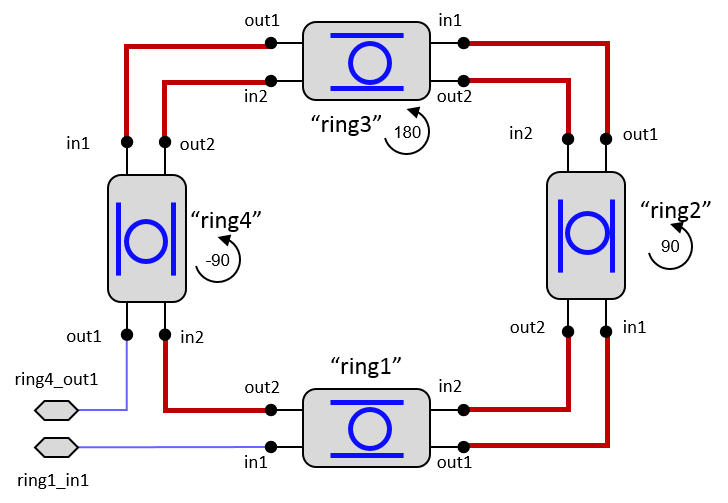 out1
in1
in2
out2
“ring3”
180
in1
out2
in2
out1
“ring4”
-90
“ring2”
90
out1
in2
out2
in1
“ring1”
ring4_out1
out2
in2
in1
out1
ring1_in1